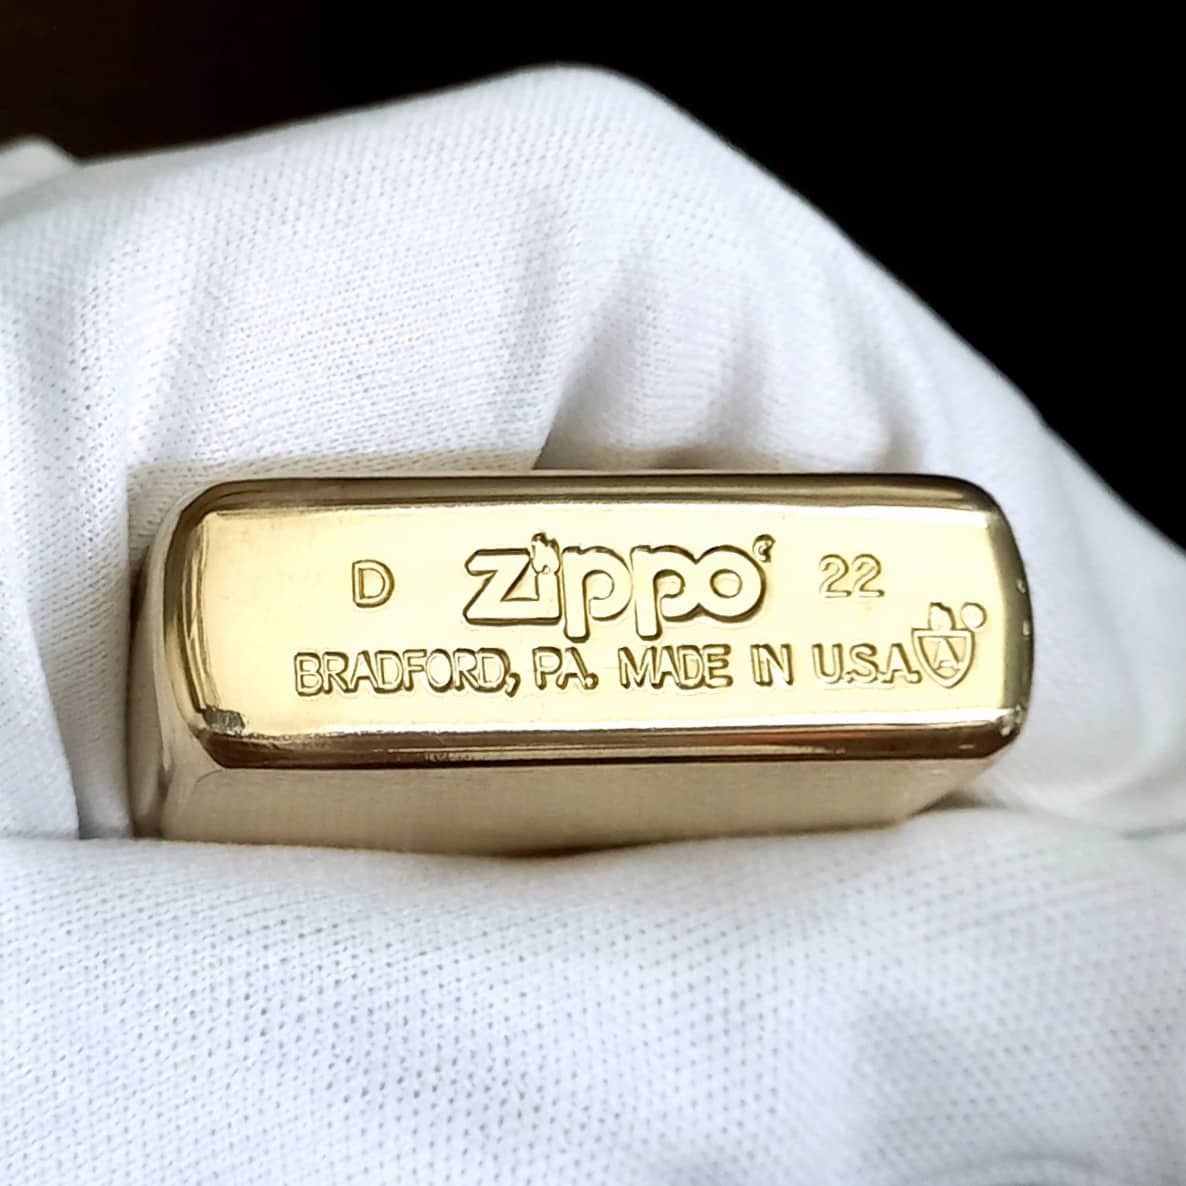 D Zippo 22
BRADFORD, PA. MADE IN U.S.A.
A